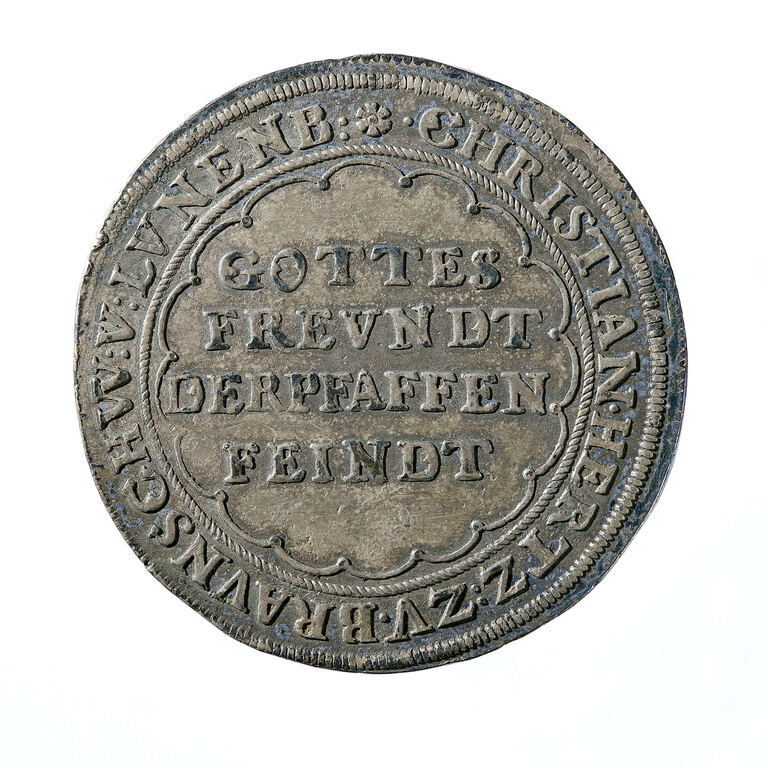 ·CHRISTIAN·HERTZ:ZV·BRAVNSCHW:V:LVNENB:
GOTTES
FREVNDT
DERPFAFFEN
FEINDT